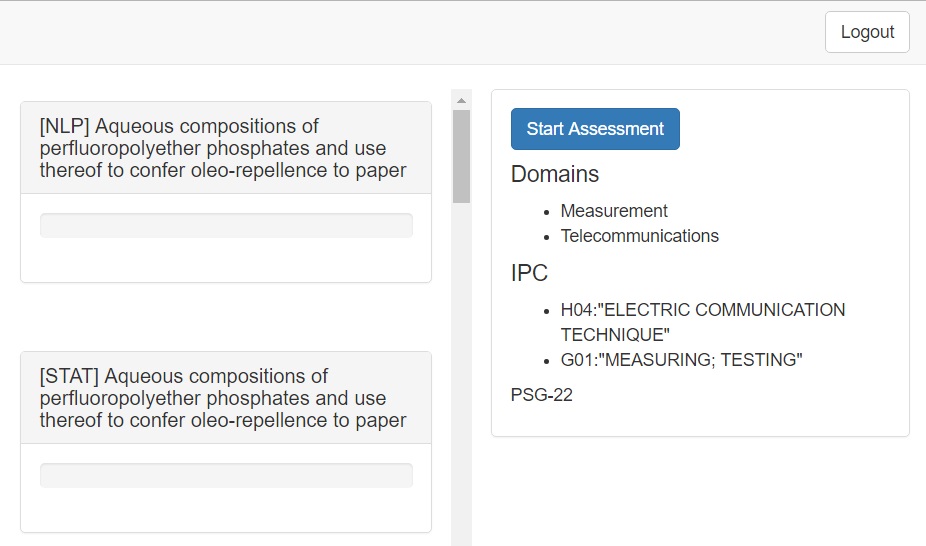 Logout
[NLP] Aqueous compositions of
perfluoropolyether phosphates and use
thereof to confer oleo-repellence to paper
[STAT] Aqueous compositions of
perfluoropolyether phosphates and use
thereof to confer oleo-repellence to paper
Start Assessment
Domains
Measurement
Telecommunications
IPC
H04:"ELECTRIC COMMUNICATION
TECHNIQUE"
G01:"MEASURING; TESTING"
PSG-22